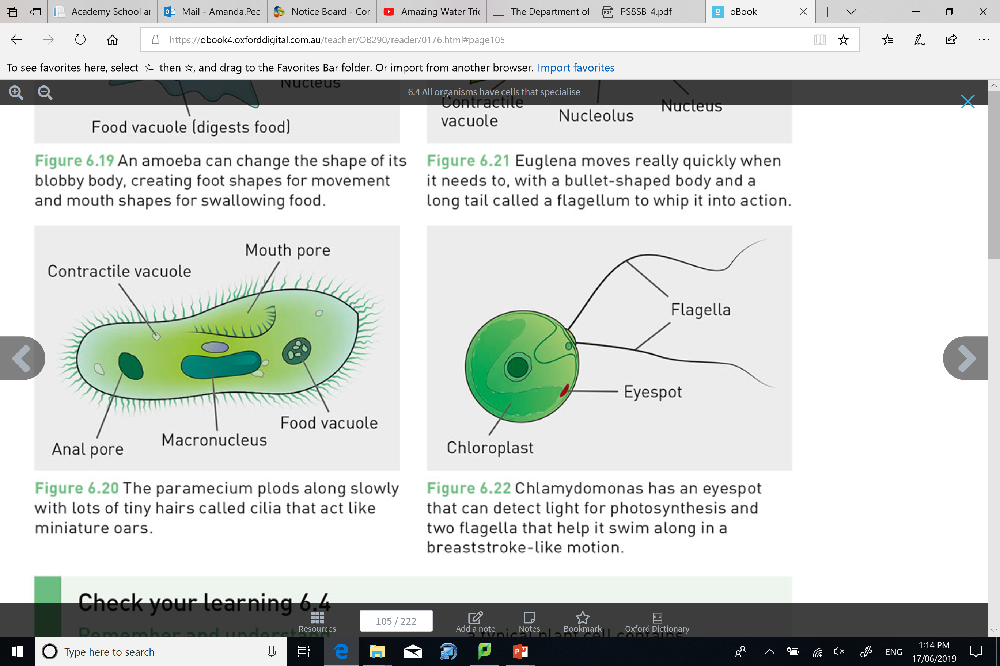 Academy School ar
Mail - Amanda.Ped
Notice Board - Cor
Amazing Water Tric
The Department of
PS8SB_4.pdf
oBook
https://obook4.oxforddigital.com.au/teacher/OB290/reader/0176.html#page105
To see favorites here, select then ☆, and drag to the Favorites Bar folder. Or import from another browser. Import favorites
6.4 All organisms have cells that specialise
Nucleus
Food vacuole (digests food)
Contractile
vacuole
Nucleolus
Nucleus
Figure 6.19 An amoeba can change the shape of its
blobby body, creating foot shapes for movement
and mouth shapes for swallowing food.
Figure 6.21 Euglena moves really quickly when
it needs to, with a bullet-shaped body and a
long tail called a flagellum to whip it into action.
Mouth pore
Contractile vacuole
Food vacuole
Macronucleus
Anal pore
Flagella
Eyespot
Chloroplast
Figure 6.20 The paramecium plods along slowly
with lots of tiny hairs called cilia that act like
miniature oars.
Figure 6.22 Chlamydomonas has an eyespot
that can detect light for photosynthesis and
two flagella that help it swim along in a
breaststroke-like motion.
Check your learning 6.4
Remember and understand
a typical plant cell contains
Resources
105 / 222
Add a note
Notes
Bookmark
A-Z
Oxford Dictionary
Type here to search
ENG
1:14 PM
17/06/2019